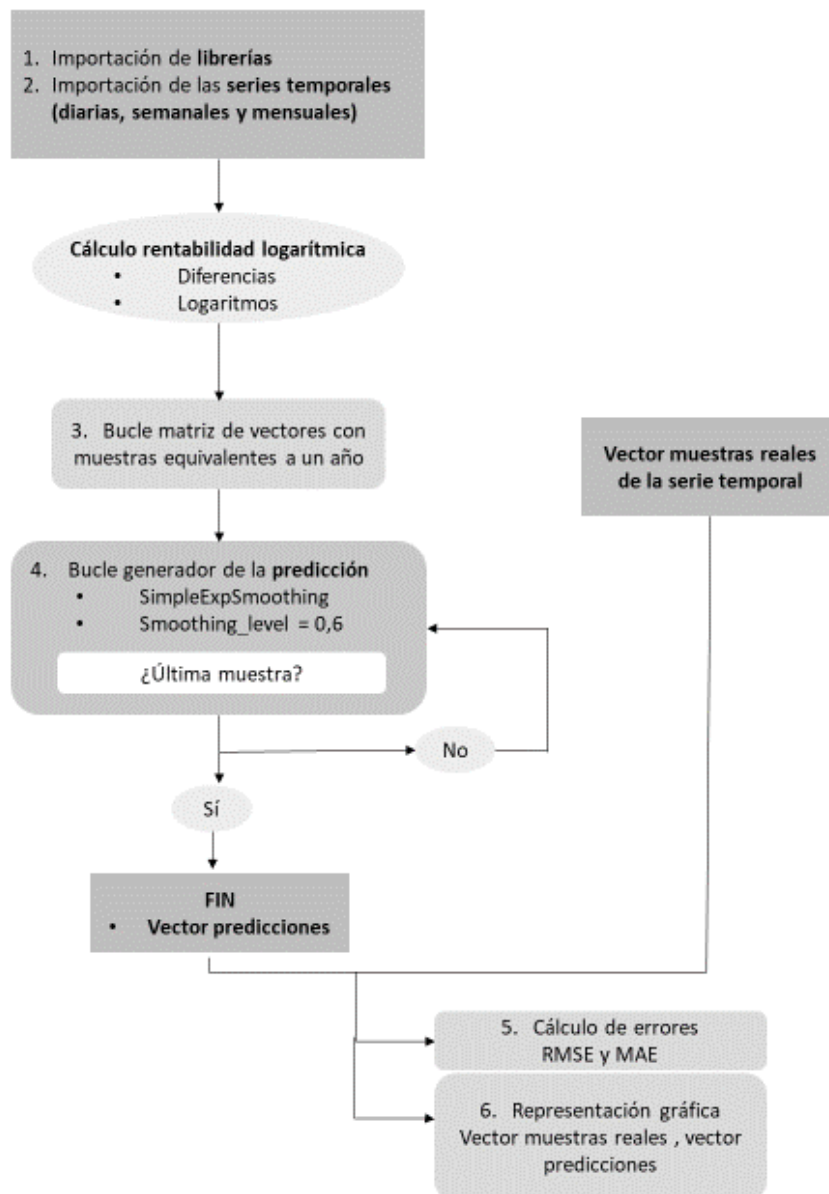 1. Importación de librerías
2. Importación de las series temporales
(diarias, semanales y mensuales)
Cálculo rentabilidad logarítmica
• Diferencias
• Logaritmos
3. Bucle matriz de vectores con
muestras equivalentes a un año
Vector muestras reales
de la serie temporal
4. Bucle generador de la predicción
• SimpleExpSmoothing
• Smoothing_level = 0,6
¿Última muestra?
No
Sí
FIN
• Vector predicciones
5. Cálculo de errores
RMSE y MAE
6. Representación gráfica
Vector muestras reales , vector
predicciones